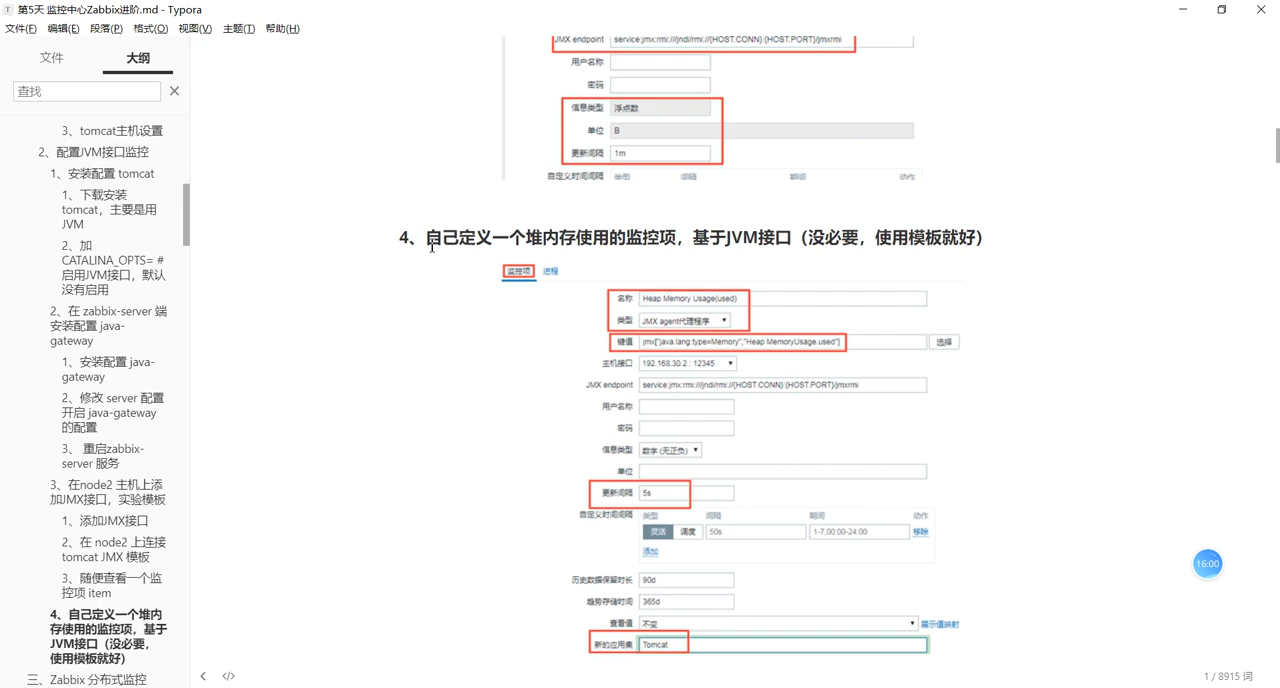 第5天 监控中心Zabbix进阶.md - Typora
文件(F) 编辑(E) 段落(P) 格式(O) 视图(V) 主题(T) 帮助(H)
文件 大纲
查找
3、tomcat主机设置
2、配置JVM接口监控
1、安装配置 tomcat
1、下载安装
tomcat，主要是用
JVM
2、加
CATALINA_OPTS= #
启用JVM接口，默认
没有启用
2、在 zabbix-server 端
安装配置 java-
gateway
1、安装配置 java-
gateway
2、修改 server 配置
开启 java-gateway
的配置
3、 重启zabbix-
server 服务
3、在node2 主机上添
加JMX接口，实验模板
1、添加JMX接口
2、在 node2 上连接
tomcat JMX 模板
3、随便查看一个监
控项 item
4、自己定义一个堆内
存使用的监控项，基于
JVM接口（没必要，
使用模板就好）
三、Zabbix 分布式监控
JMX endpoint service:jmx:rmi:///jndi/rmi://{HOST.CONN}:{HOST.PORT}/jmxrmi
用户名称
密码
信息类型 浮点数
单位 B
更新间隔 1m
自定义时间间隔 类型 间隔 期间 动作
4、自己定义一个堆内存使用的监控项，基于JVM接口（没必要，使用模板就好）
监控项 进程
名称 Heap Memory Usage(used)
类型 JMX agent代理程序
键值 jmx["java.lang:type=Memory","Heap MemoryUsage.used"] 选择
主机接口 192.168.30.2 : 12345
JMX endpoint service:jmx:rmi:///jndi/rmi://{HOST.CONN}:{HOST.PORT}/jmxrmi
用户名称
密码
信息类型 数字 (无正负)
单位
更新间隔 5s
自定义时间间隔 类型 间隔 期间 动作
灵活 调度 50s 1-7,00:00-24:00 移除
添加
历史数据保留时长 90d
趋势存储时间 365d
查看值 不变 展示值映射
新的应用集 Tomcat
16:00
1 / 8915 词